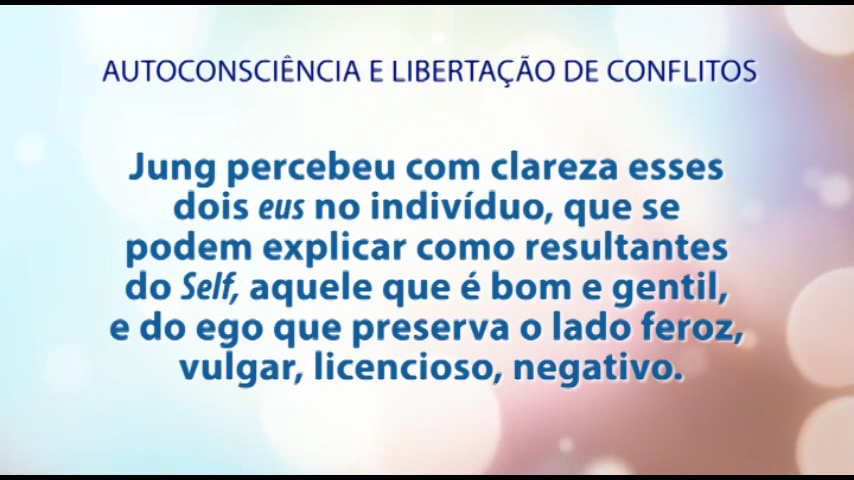 AUTOCONSCIÊNCIA E LIBERTAÇÃO DE CONFLITOS
Jung percebeu com clareza esses
dois eus no indivíduo, que se
podem explicar como resultantes
do Self, aquele que é bom e gentil,
e do ego que preserva o lado feroz,
vulgar, licencioso, negativo.